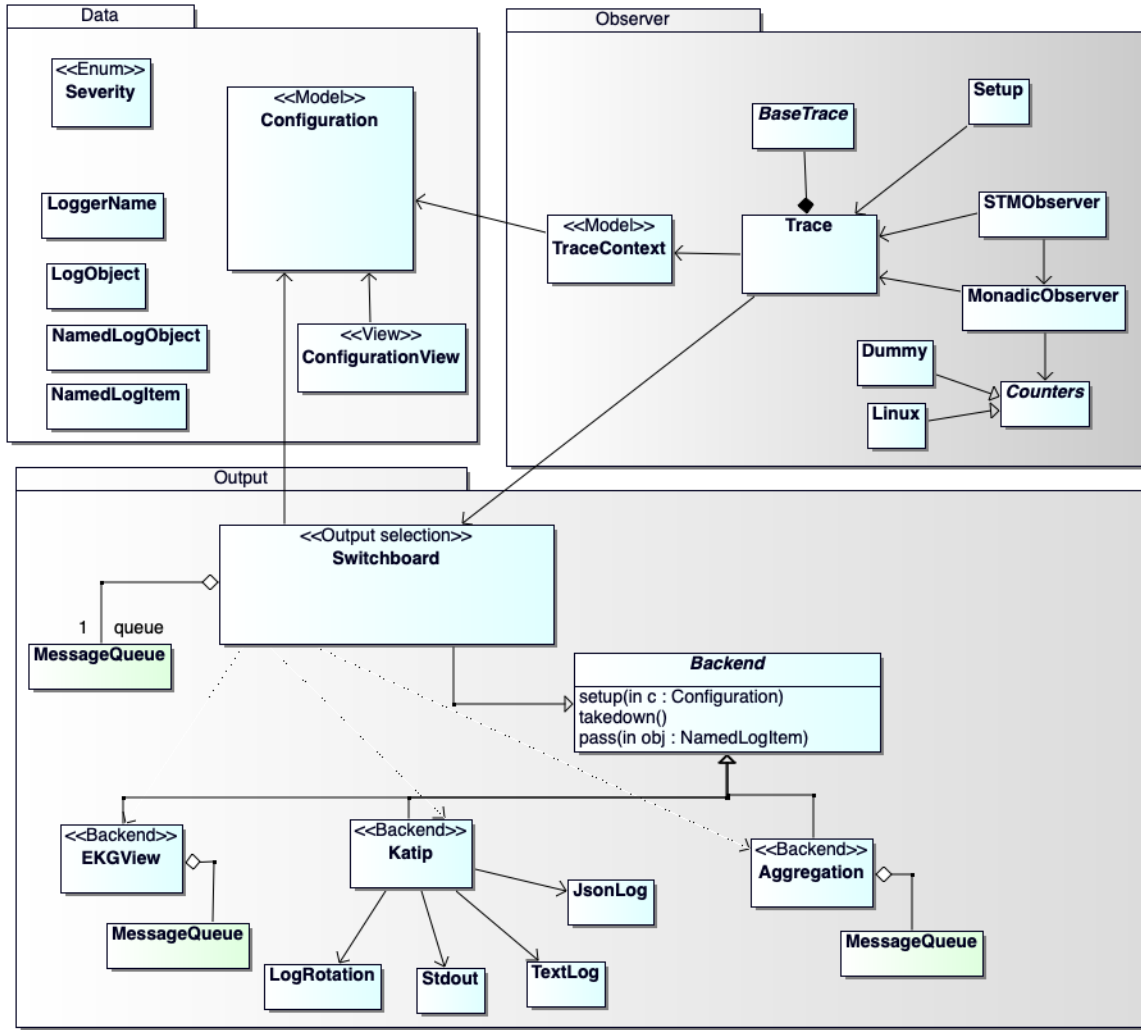 Data
<<Enum>>
Severity
<<Model>>
Configuration
LoggerName
LogObject
NamedLogObject
NamedLogItem
<<View>>
ConfigurationView
Observer
BaseTrace
Setup
<<Model>>
TraceContext
Trace
STMObserver
MonadicObserver
Dummy
Linux
Counters
Output
<<Output selection>>
Switchboard
1 queue
MessageQueue
Backend
setup(in c : Configuration)
takedown()
pass(in obj : NamedLogItem)
<<Backend>>
EKGView
MessageQueue
<<Backend>>
Katip
LogRotation
Stdout
TextLog
JsonLog
<<Backend>>
Aggregation
MessageQueue